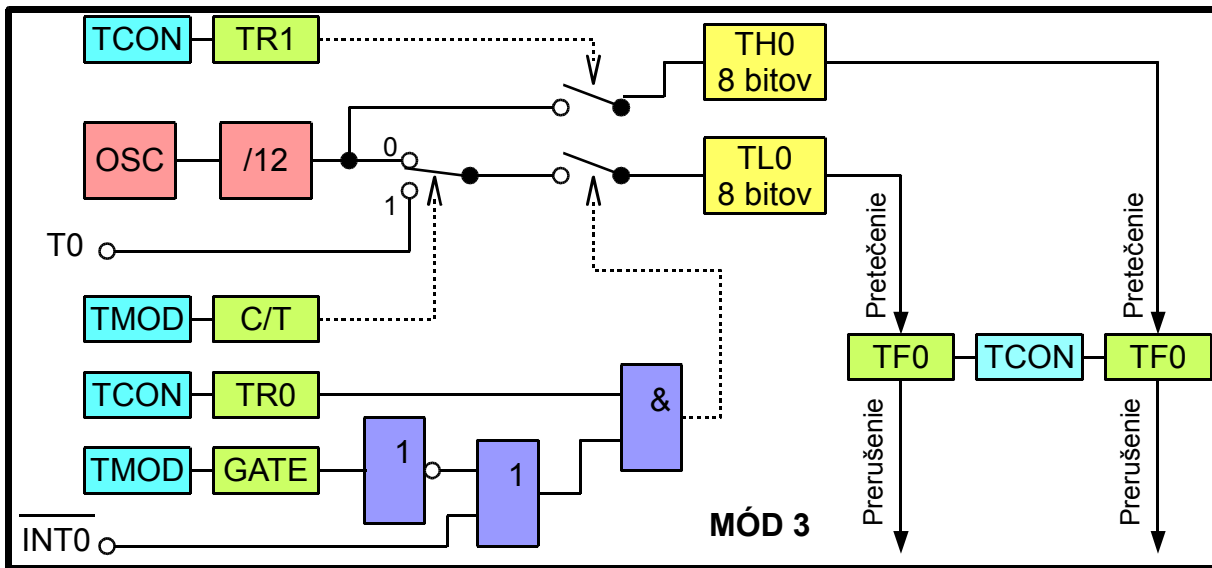 TCON TR1
TH0
8 bitov
OSC /12
0
1
TL0
8 bitov
T0
TMOD C/T
TCON TR0
&
TMOD GATE
1
1
INT0
MÓD 3
Pretečenie
Pretečenie
TF0 TCON TF0
Prerušenie
Prerušenie